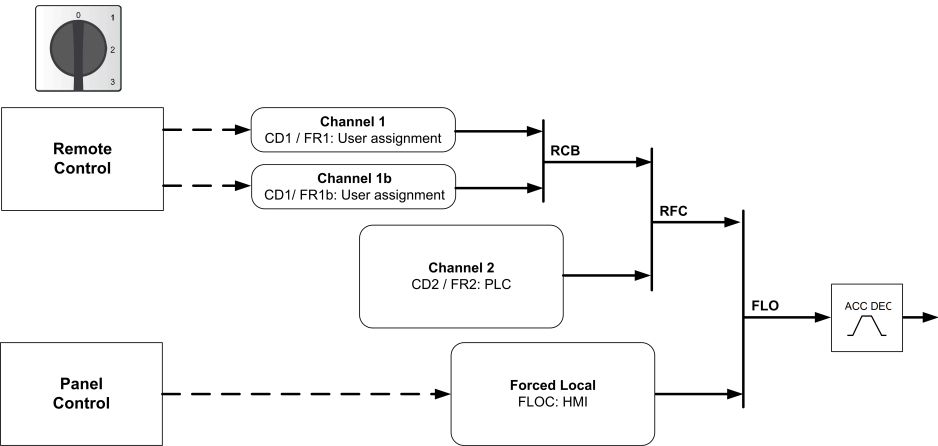 0
1
2
3
Remote
Control
Channel 1
CD1 / FR1: User assignment
Channel 1b
CD1/ FR1b: User assignment
RCB
RFC
Channel 2
CD2 / FR2: PLC
FLO
ACC DEC
Panel
Control
Forced Local
FLOC: HMI